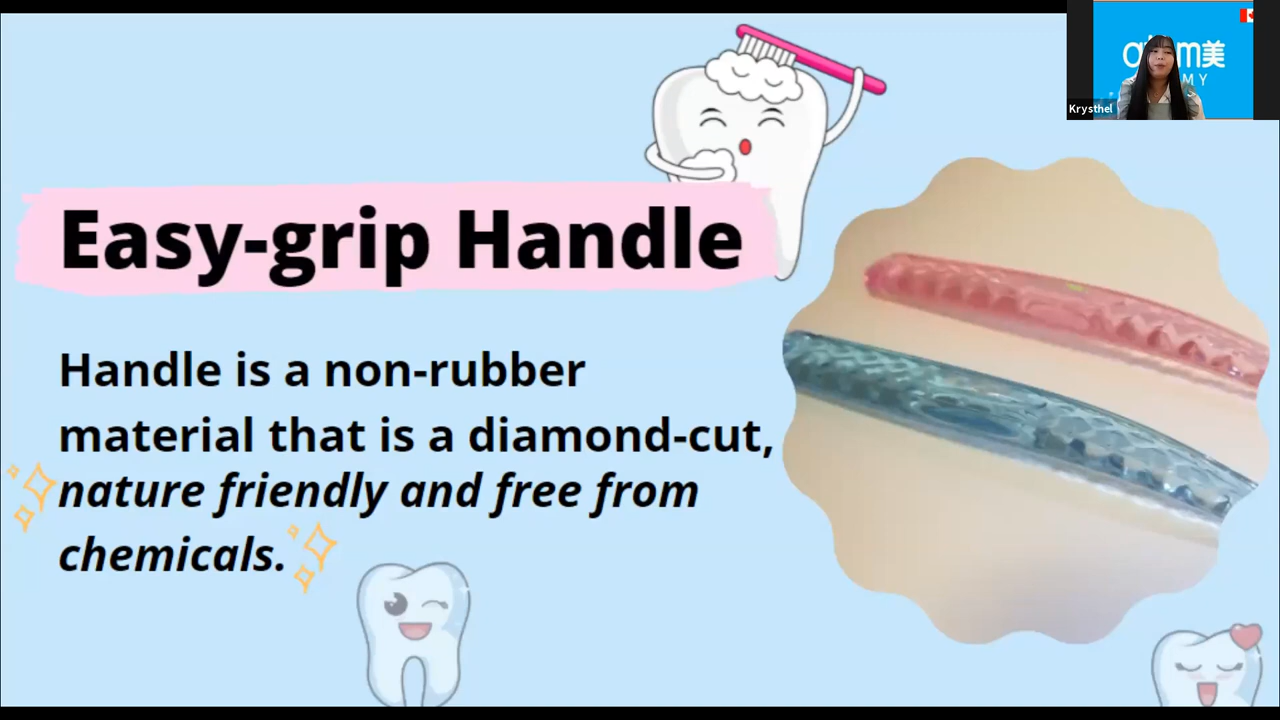 Easy-grip Handle
Handle is a non-rubber
material that is a diamond-cut,
nature friendly and free from
chemicals.
Krysthel